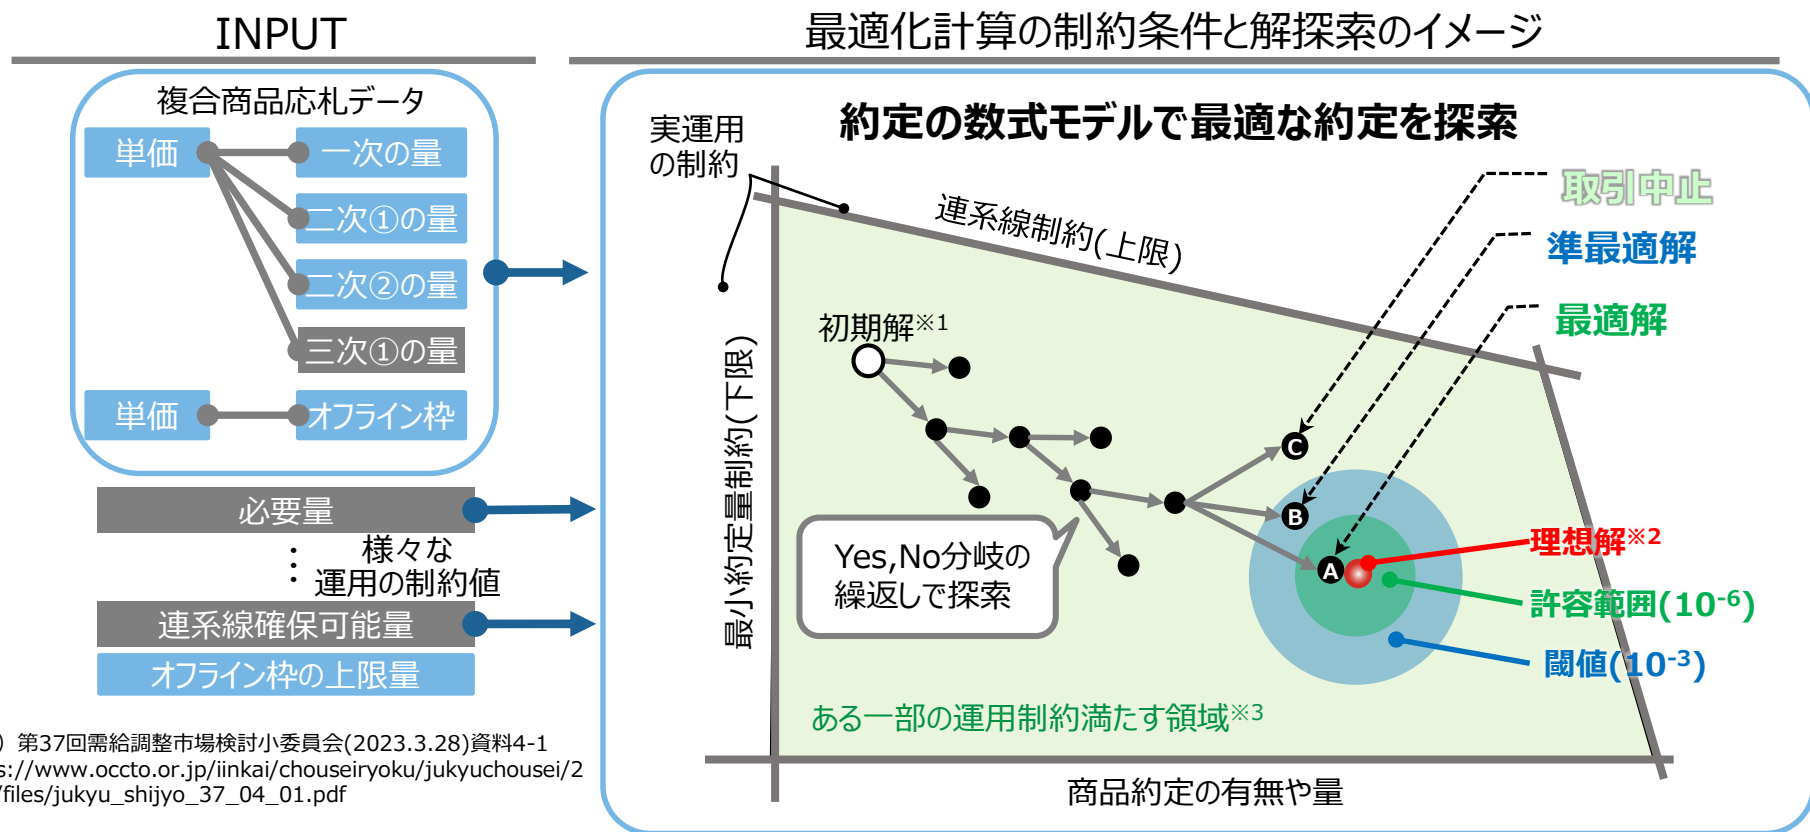 INPUT
最適化計算の制約条件と解探索のイメージ
複合商品応札データ
単価
一次の量
二次①の量
二次②の量
三次①の量
単価
オフライン枠
必要量
様々な
運用の制約値
連系線確保可能量
オフライン枠の上限量
) 第37回需給調整市場検討小委員会(2023.3.28)資料4-1
s://www.occto.or.jp/iinkai/chouseiryoku/jukyuchousei/2
/files/jukyu_shijyo_37_04_01.pdf
約定の数式モデルで最適な約定を探索
実運用
の制約
連系線制約(上限)
取引中止
準最適解
最適解
初期解※1
最小約定量制約(下限)
C
B
A
Yes,No分岐の
繰返しで探索
理想解※2
許容範囲(10-6)
閾値(10-3)
ある一部の運用制約満たす領域※3
商品約定の有無や量